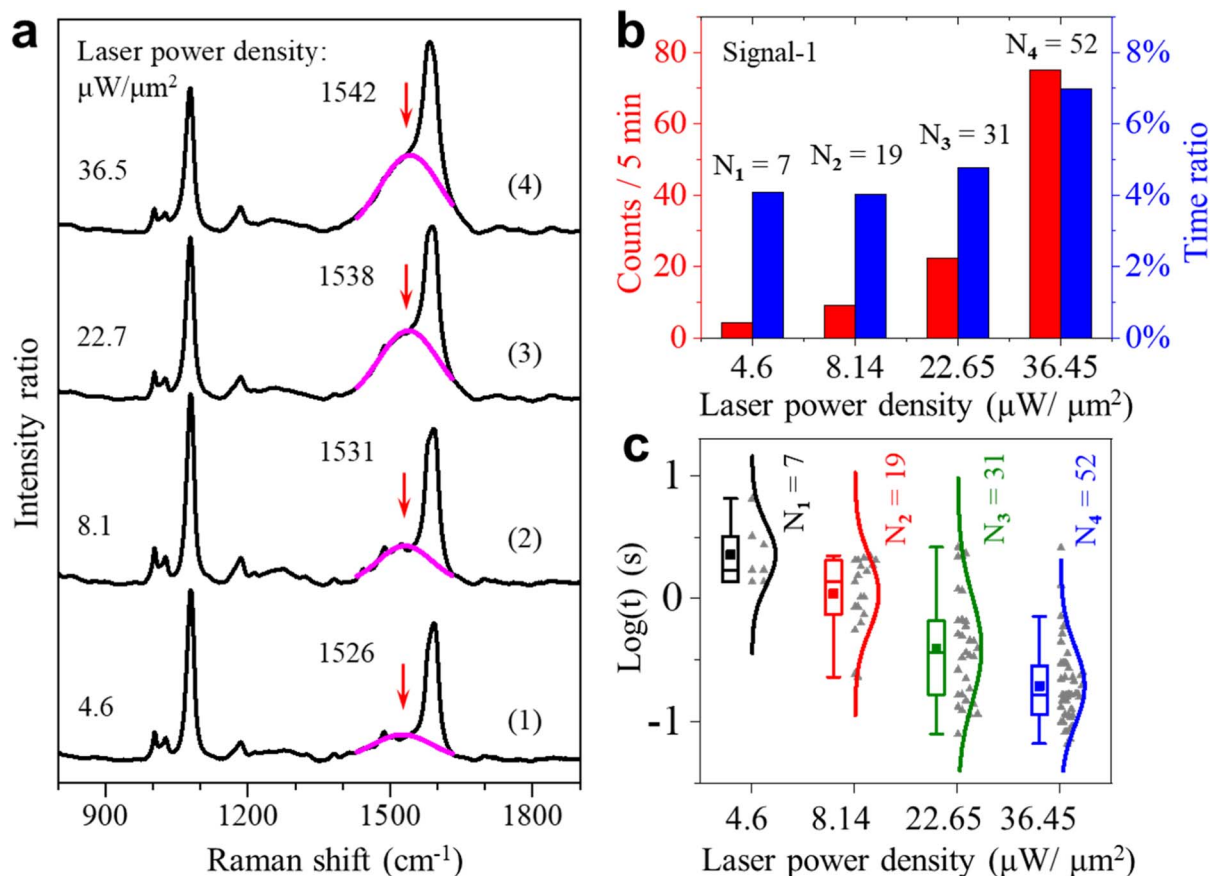 a
Laser power density:
μW/μm²
1542
36.5
(4)
1538
22.7
(3)
1531
8.1
(2)
1526
4.6
(1)
Intensity ratio
900 1200 1500 1800
Raman shift (cm⁻¹)
b
Signal-1
80
60
40
20
0
Counts / 5 min
8%
6%
4%
2%
0%
Time ratio
N₁ = 7
N₂ = 19
N₃ = 31
N₄ = 52
4.6 8.14 22.65 36.45
Laser power density (μW/ μm²)
c
1
0
-1
Log(t) (s)
N₁ = 7
N₂ = 19
N₃ = 31
N₄ = 52
4.6 8.14 22.65 36.45
Laser power density (μW/ μm²)